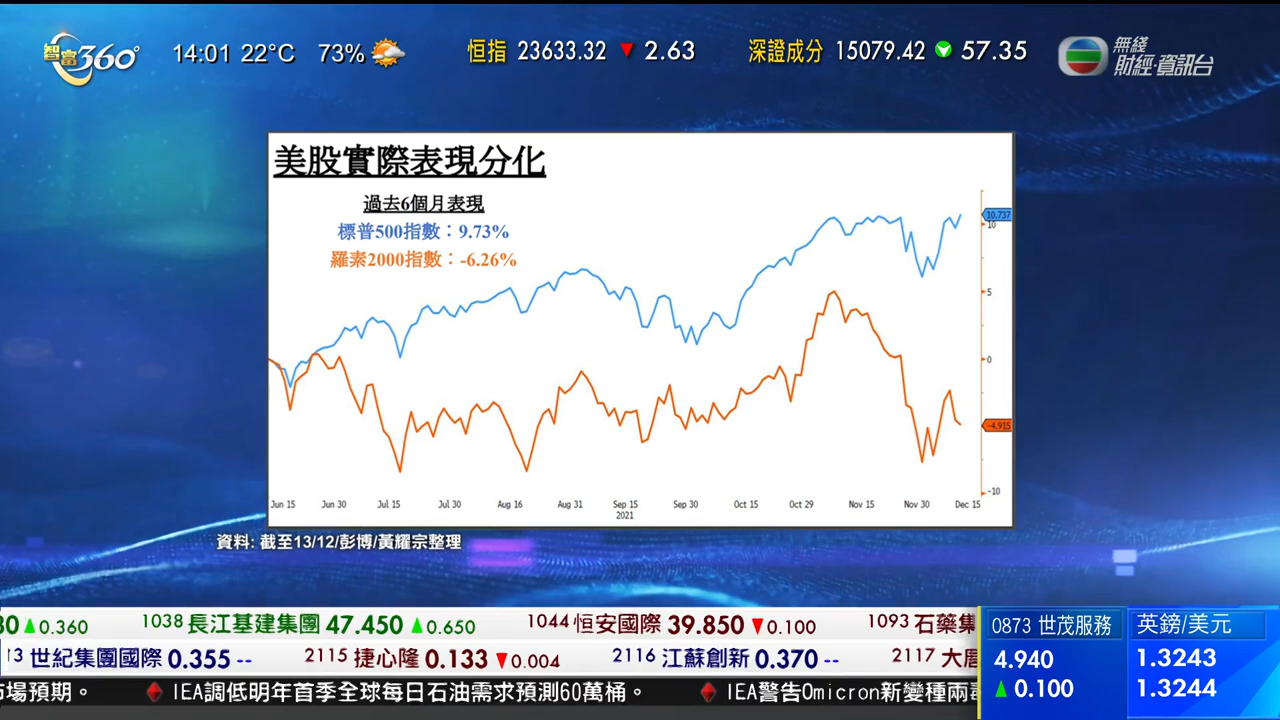 智富360°
14:01 22°C 73%
恒指 23633.32 ▼ 2.63
深證成分 15079.42 57.35
無綫
財經·資訊台
美股實際表現分化
過去6個月表現
標普500指數：9.73%
羅素2000指數：-6.26%
10.737
10
5
0
-4.915
-10
Jun 15 Jun 30 Jul 15 Jul 30 Aug 16 Aug 31 Sep 15 Sep 30 Oct 15 Oct 29 Nov 15 Nov 30 Dec 15
2021
資料: 截至13/12/彭博/黃耀宗整理
0.360 1038 長江基建集團 47.450 ▲0.650 1044 恒安國際 39.850 ▼0.100 1093 石藥集
世紀集團國際 0.355 -- 2115 捷心隆 0.133 ▼0.004 2116 江蘇創新 0.370 -- 2117 大唐
市場預期。 IEA調低明年首季全球每日石油需求預測60萬桶。 IEA警告Omicron新變種兩
0873 世茂服務
4.940
▲ 0.100
英鎊/美元
1.3243
1.3244